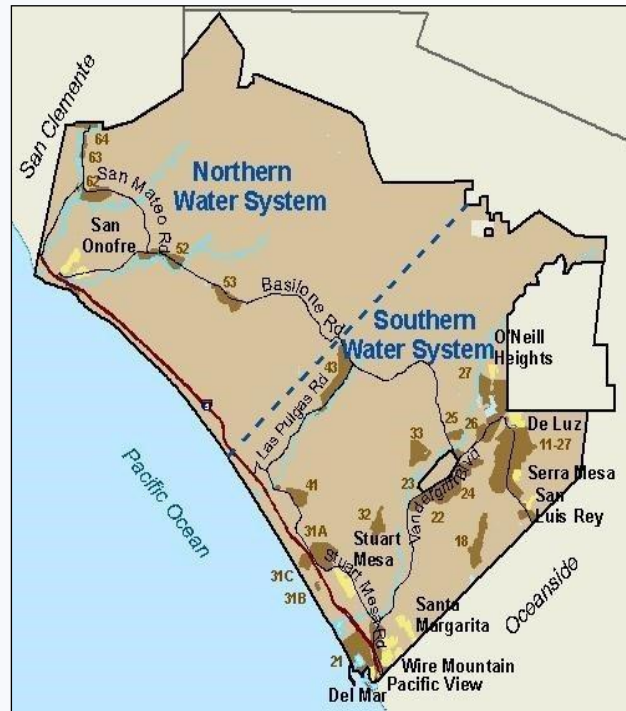 San Clemente
64
63
62
San Mateo Rd
Northern
Water System
San
Onofre
52
53
Basilone Rd
Southern
Water System
O'Neill
Heights
43
Las Pulgas Rd
27
De Luz
25
26
11-27
33
Serra Mesa
23
Vandergrift Blvd
24
San
Luis Rey
22
41
32
18
Pacific Ocean
5
31A
Stuart
Mesa
31C
Stuart Mesa Rd
31B
Santa
Margarita
Oceanside
21
Wire Mountain
Pacific View
Del Mar